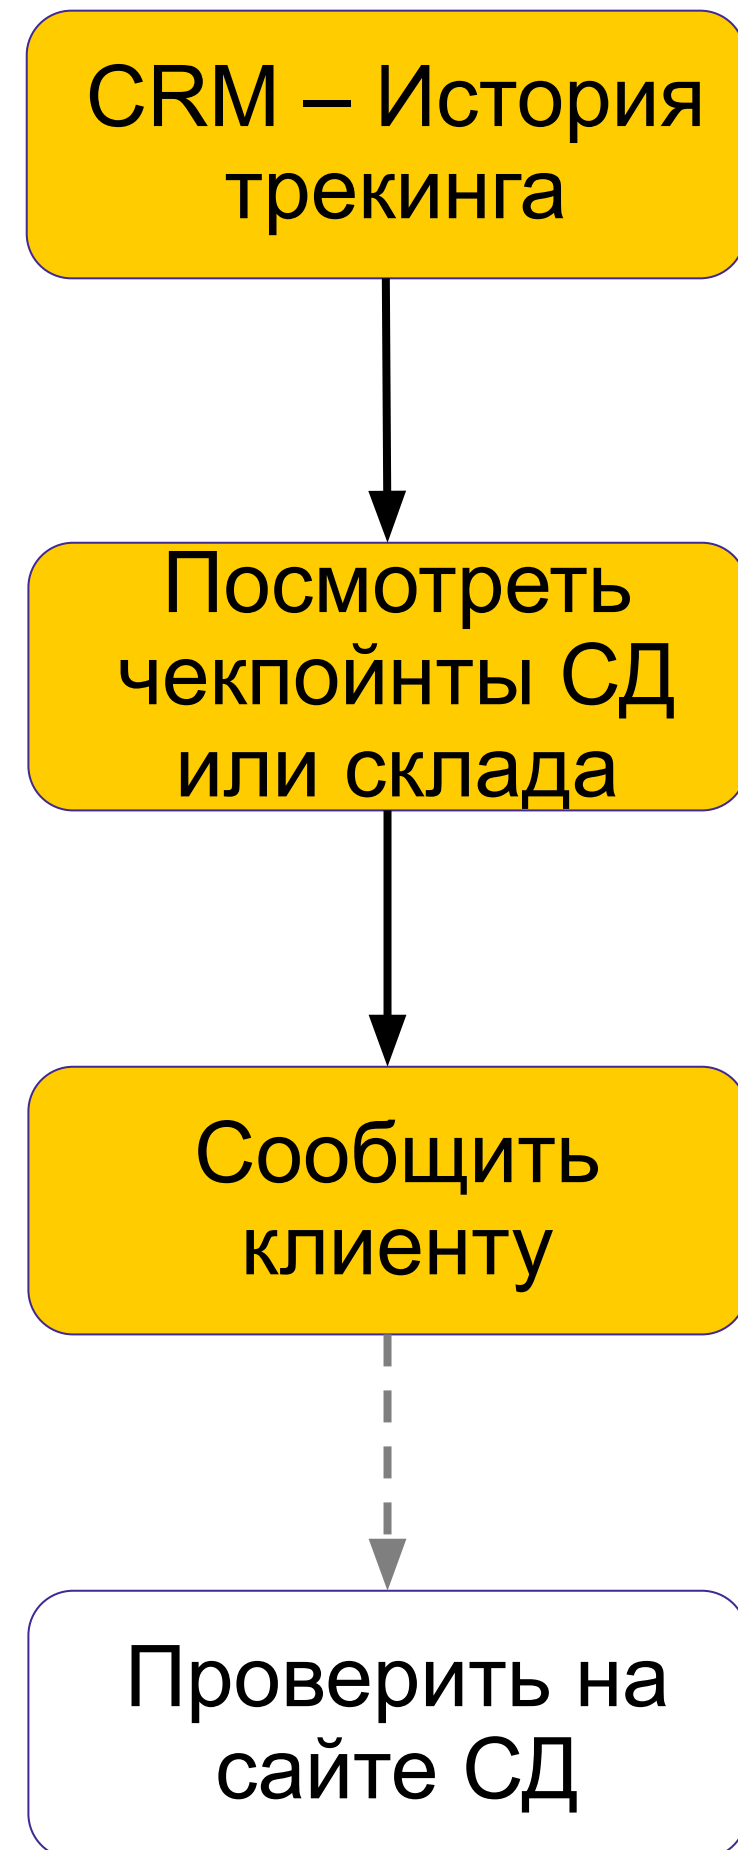 CRM – История
трекинга
Посмотреть
чекпойнты СД
или склада
Сообщить
клиенту
Проверить на
сайте СД